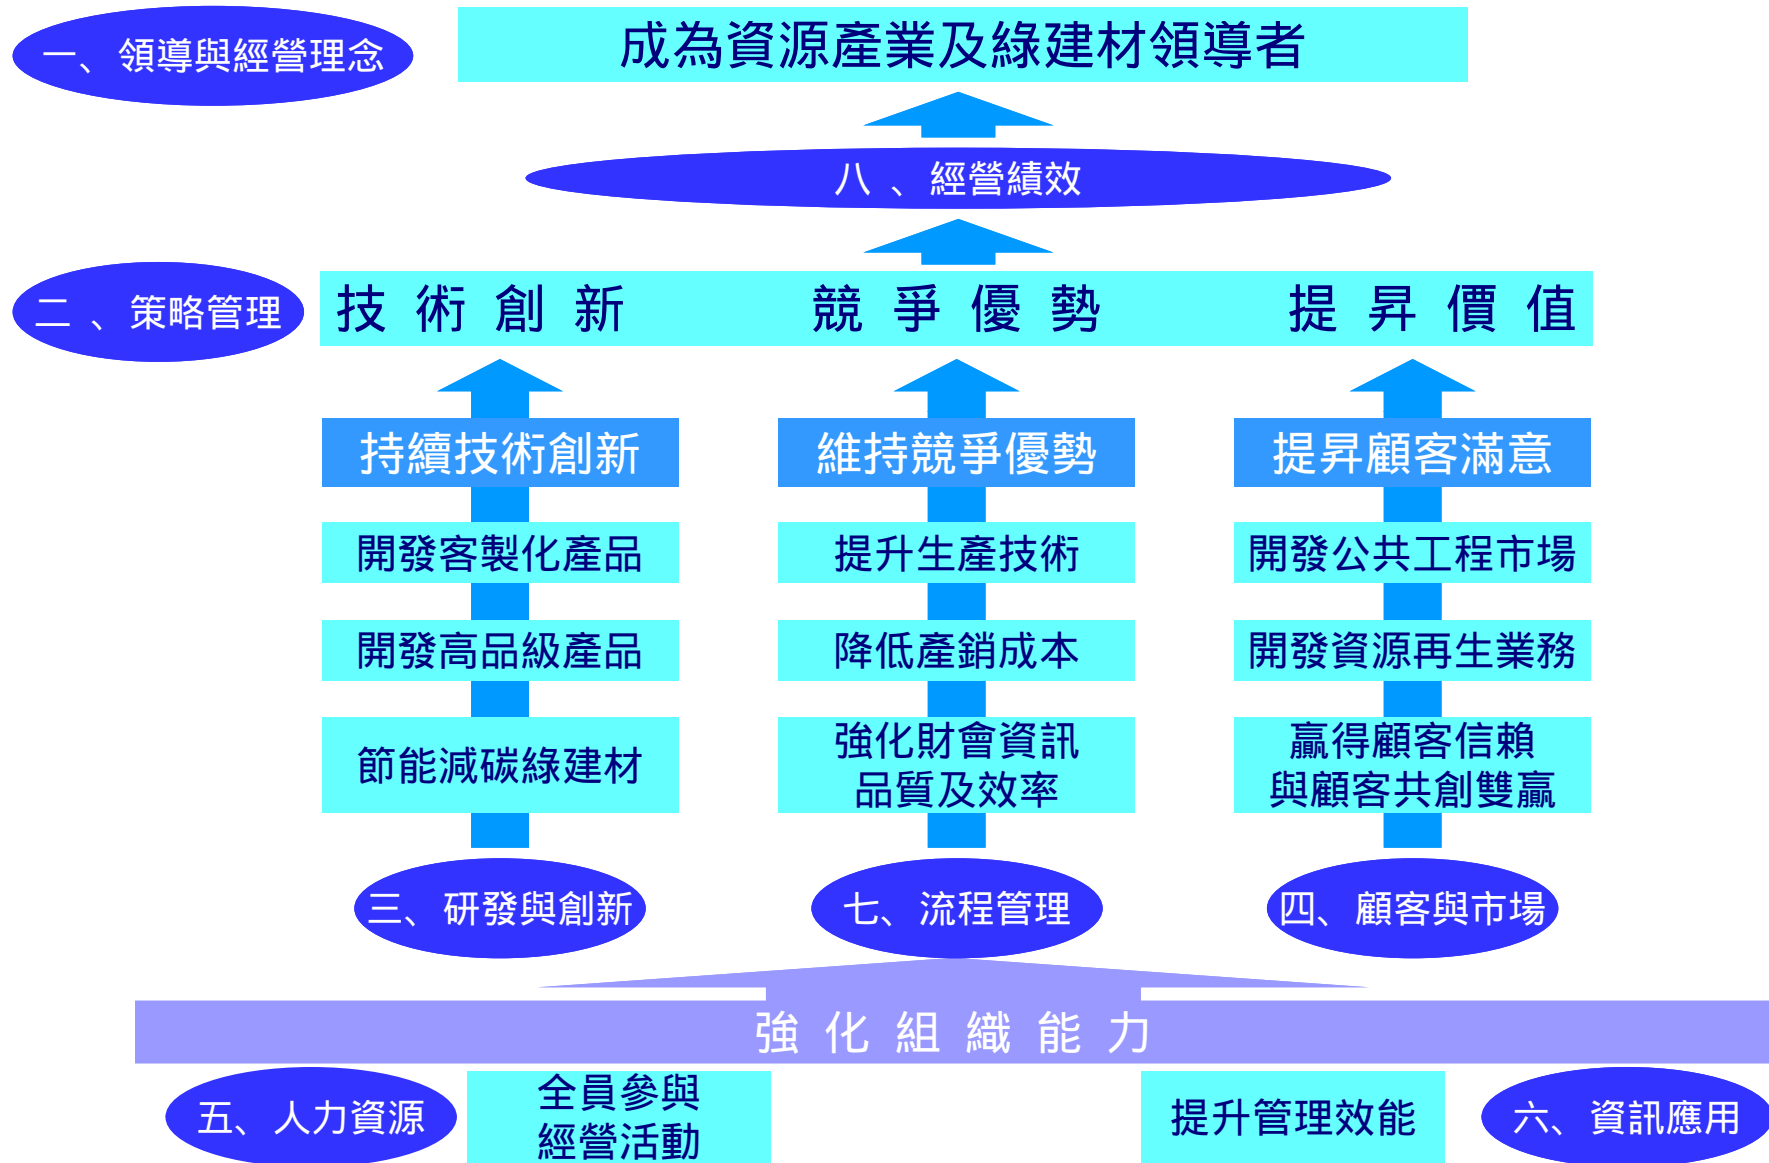 一、領導與經營理念
成為資源產業及綠建材領導者
八、經營績效
二、策略管理
技術創新 競爭優勢 提昇價值
持續技術創新
維持競爭優勢
提昇顧客滿意
開發客製化產品
提升生產技術
開發公共工程市場
開發高品級產品
降低產銷成本
開發資源再生業務
節能減碳綠建材
強化財會資訊
品質及效率
贏得顧客信賴
與顧客共創雙贏
三、研發與創新
七、流程管理
四、顧客與市場
強化組織能力
五、人力資源
全員參與
經營活動
提升管理效能
六、資訊應用